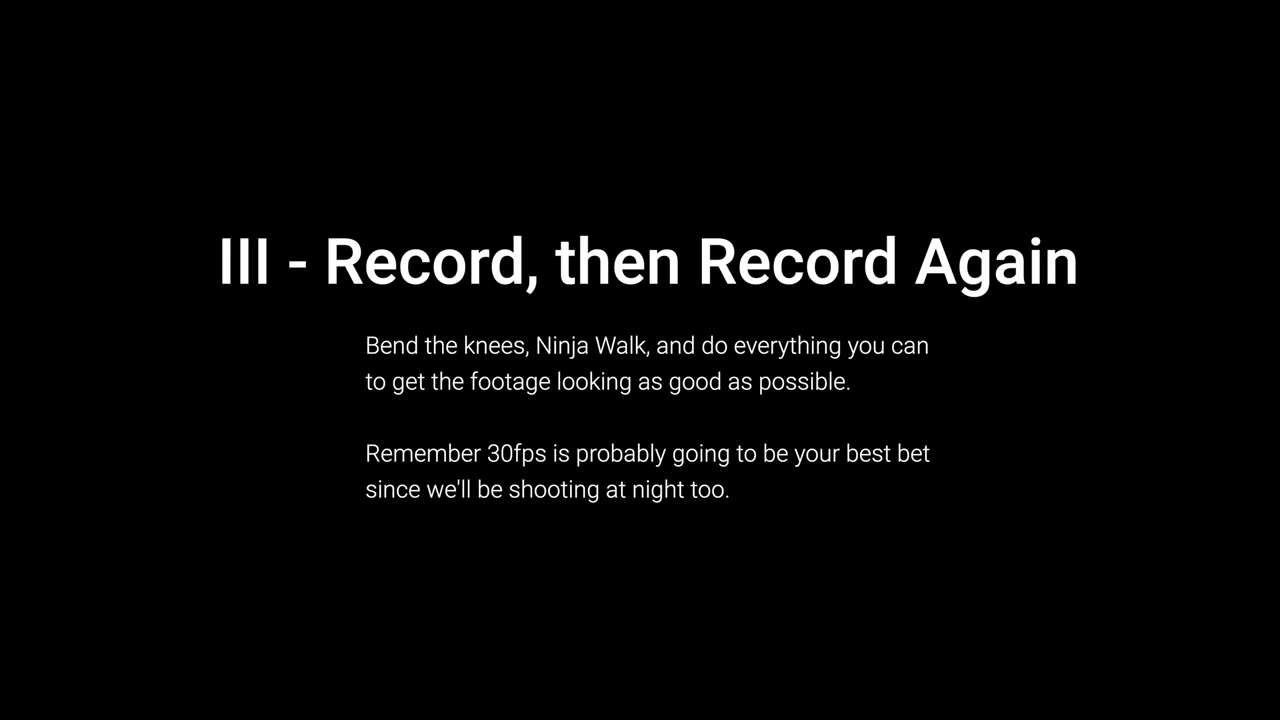 III - Record, then Record Again
Bend the knees, Ninja Walk, and do everything you can
to get the footage looking as good as possible.
Remember 30fps is probably going to be your best bet
since we'll be shooting at night too.